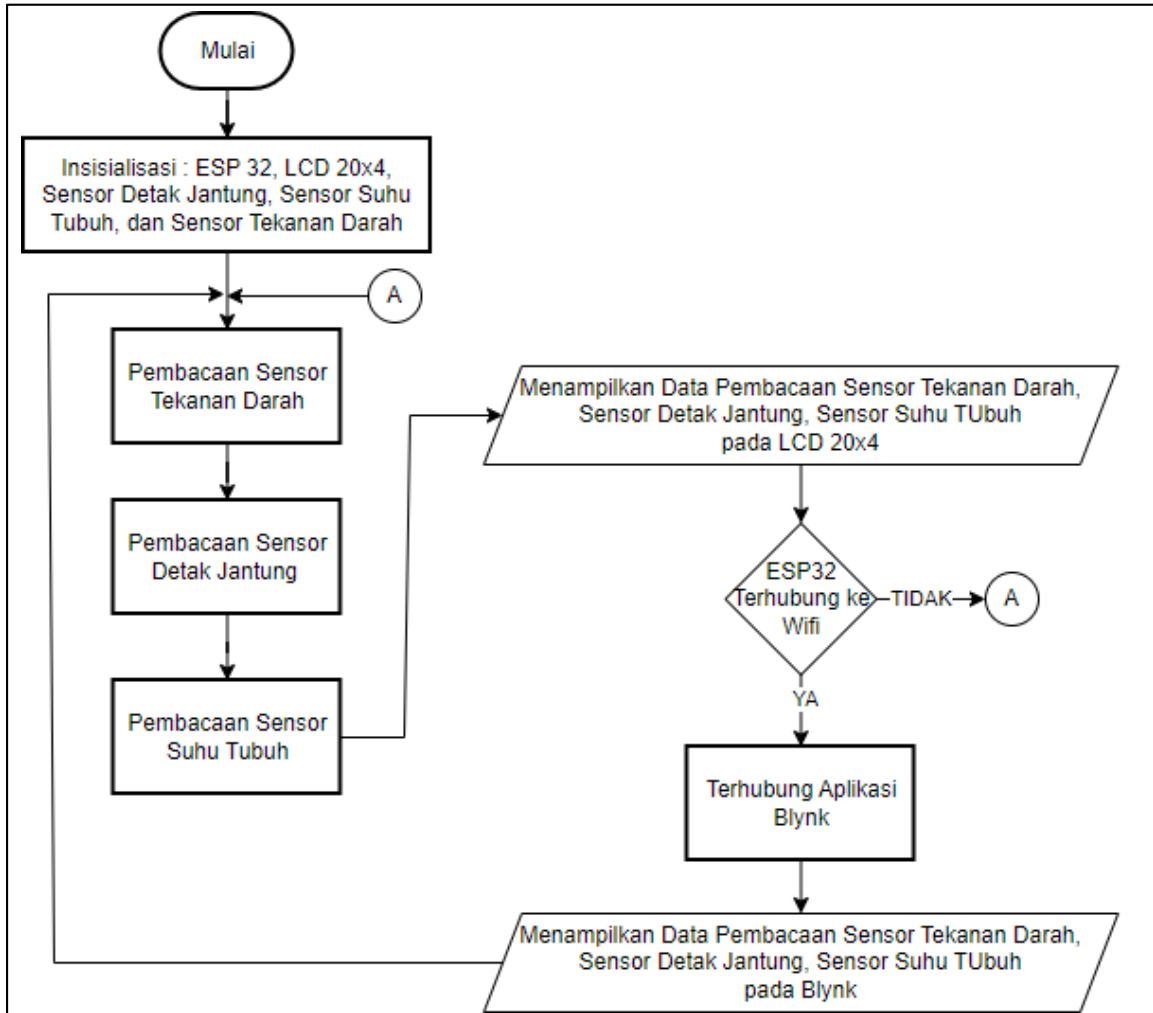 Mulai
Insisialisasi : ESP 32, LCD 20x4,
Sensor Detak Jantung, Sensor Suhu
Tubuh, dan Sensor Tekanan Darah
A
Pembacaan Sensor
Tekanan Darah
Pembacaan Sensor
Detak Jantung
Pembacaan Sensor
Suhu Tubuh
Menampilkan Data Pembacaan Sensor Tekanan Darah,
Sensor Detak Jantung, Sensor Suhu TUbuh
pada LCD 20x4
ESP32
Terhubung ke
Wifi
TIDAK
A
YA
Terhubung Aplikasi
Blynk
Menampilkan Data Pembacaan Sensor Tekanan Darah,
Sensor Detak Jantung, Sensor Suhu TUbuh
pada Blynk